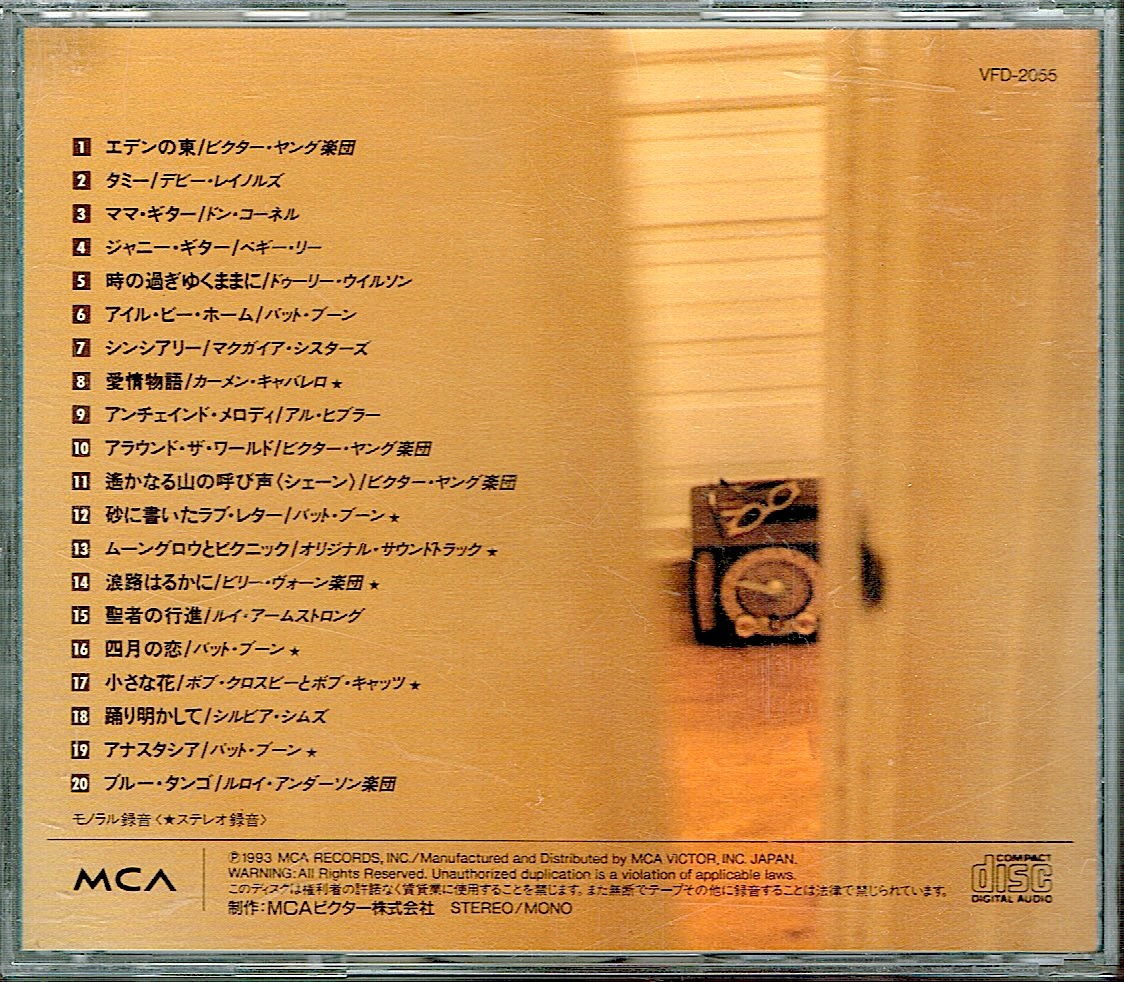 VFD-2055
1 エデンの東/ビクター・ヤング楽団
2 タミー/デビー・レイノルズ
3 ママ・ギター/ドン・コーネル
4 ジャニー・ギター/ペギー・リー
5 時の過ぎゆくままに/ドゥーリー・ウイルソン
6 アイル・ビー・ホーム/パット・ブーン
7 シンシアリー/マクガイア・シスターズ
8 愛情物語/カーメン・キャバレロ★
9 アンチェインド・メロディ/アル・ヒブラー
10 アラウンド・ザ・ワールド/ビクター・ヤング楽団
11 遙かなる山の呼び声〈シェーン〉/ビクター・ヤング楽団
12 砂に書いたラブ・レター/パット・ブーン★
13 ムーングロウとピクニック/オリジナル・サウンドトラック★
14 浪路はるかに/ビリー・ヴォーン楽団★
15 聖者の行進/ルイ・アームストロング
16 四月の恋/パット・ブーン★
17 小さな花/ボブ・クロスビーとボブ・キャッツ★
18 踊り明かして/シルビア・シムズ
19 アナスタシア/パット・ブーン★
20 ブルー・タンゴ/ルロイ・アンダーソン楽団
モノラル録音〈★ステレオ録音〉
MCA
℗1993 MCA RECORDS, INC./Manufactured and Distributed by MCA VICTOR, INC. JAPAN.
WARNING: All Rights Reserved. Unauthorized duplication is a violation of applicable laws.
このディスクは権利者の許諾なく賃貸業に使用することを禁じます。また無断でテープその他に録音することは法律で禁じられています。
制作：MCAビクター株式会社 STEREO/MONO
COMPACT
disc
DIGITAL AUDIO